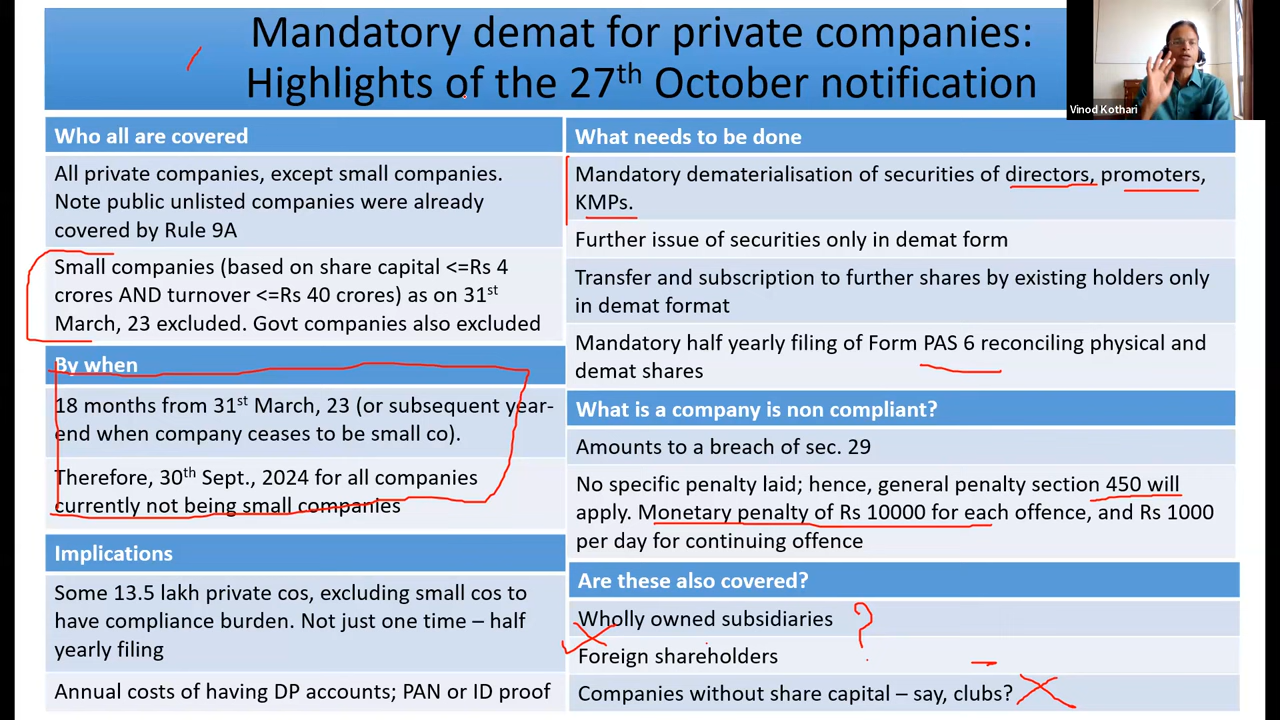 Mandatory demat for private companies:
Highlights of the 27th October notification
Vinod Kothari
Who all are covered
All private companies, except small companies.
Note public unlisted companies were already
covered by Rule 9A
Small companies (based on share capital <=Rs 4
crores AND turnover <=Rs 40 crores) as on 31st
March, 23 excluded. Govt companies also excluded
By when
18 months from 31st March, 23 (or subsequent year-
end when company ceases to be small co).
Therefore, 30th Sept., 2024 for all companies
currently not being small companies
Implications
Some 13.5 lakh private cos, excluding small cos to
have compliance burden. Not just one time – half
yearly filing
Annual costs of having DP accounts; PAN or ID proof
What needs to be done
Mandatory dematerialisation of securities of directors, promoters,
KMPs.
Further issue of securities only in demat form
Transfer and subscription to further shares by existing holders only
in demat format
Mandatory half yearly filing of Form PAS 6 reconciling physical and
demat shares
What is a company is non compliant?
Amounts to a breach of sec. 29
No specific penalty laid; hence, general penalty section 450 will
apply. Monetary penalty of Rs 10000 for each offence, and Rs 1000
per day for continuing offence
Are these also covered?
Wholly owned subsidiaries ?
Foreign shareholders
Companies without share capital – say, clubs?